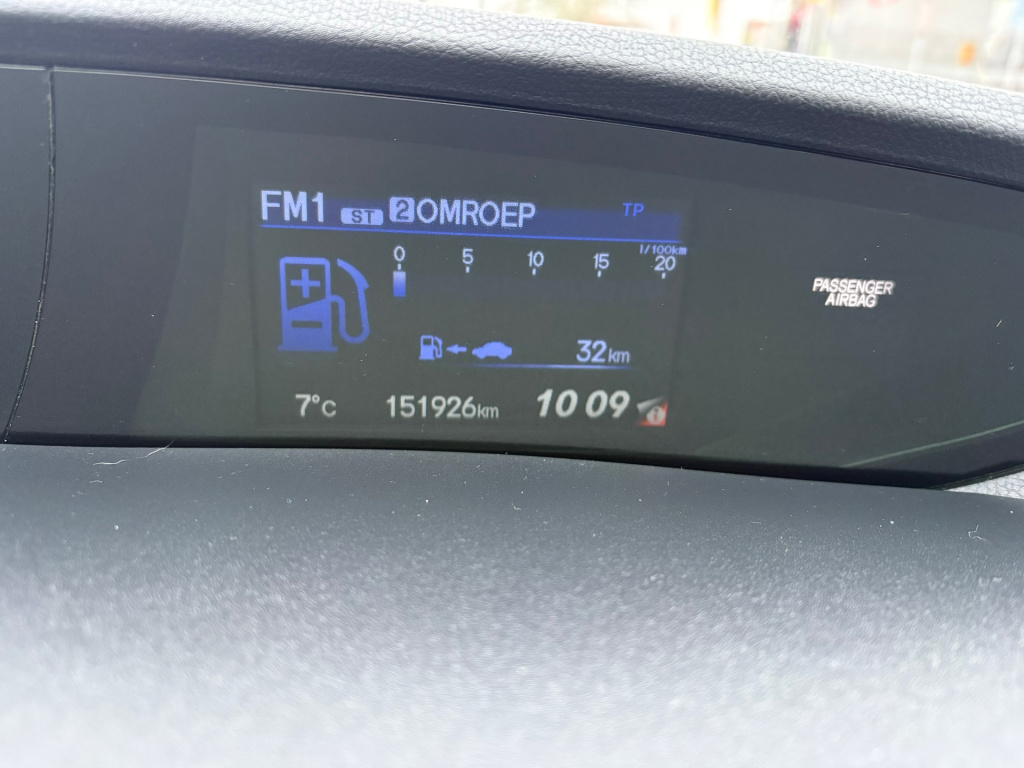 FM1 ST 2 OMROEP TP
l/100km
0 5 10 15 20
32km
7°C 151926km 10 09
PASSENGER
AIRBAG